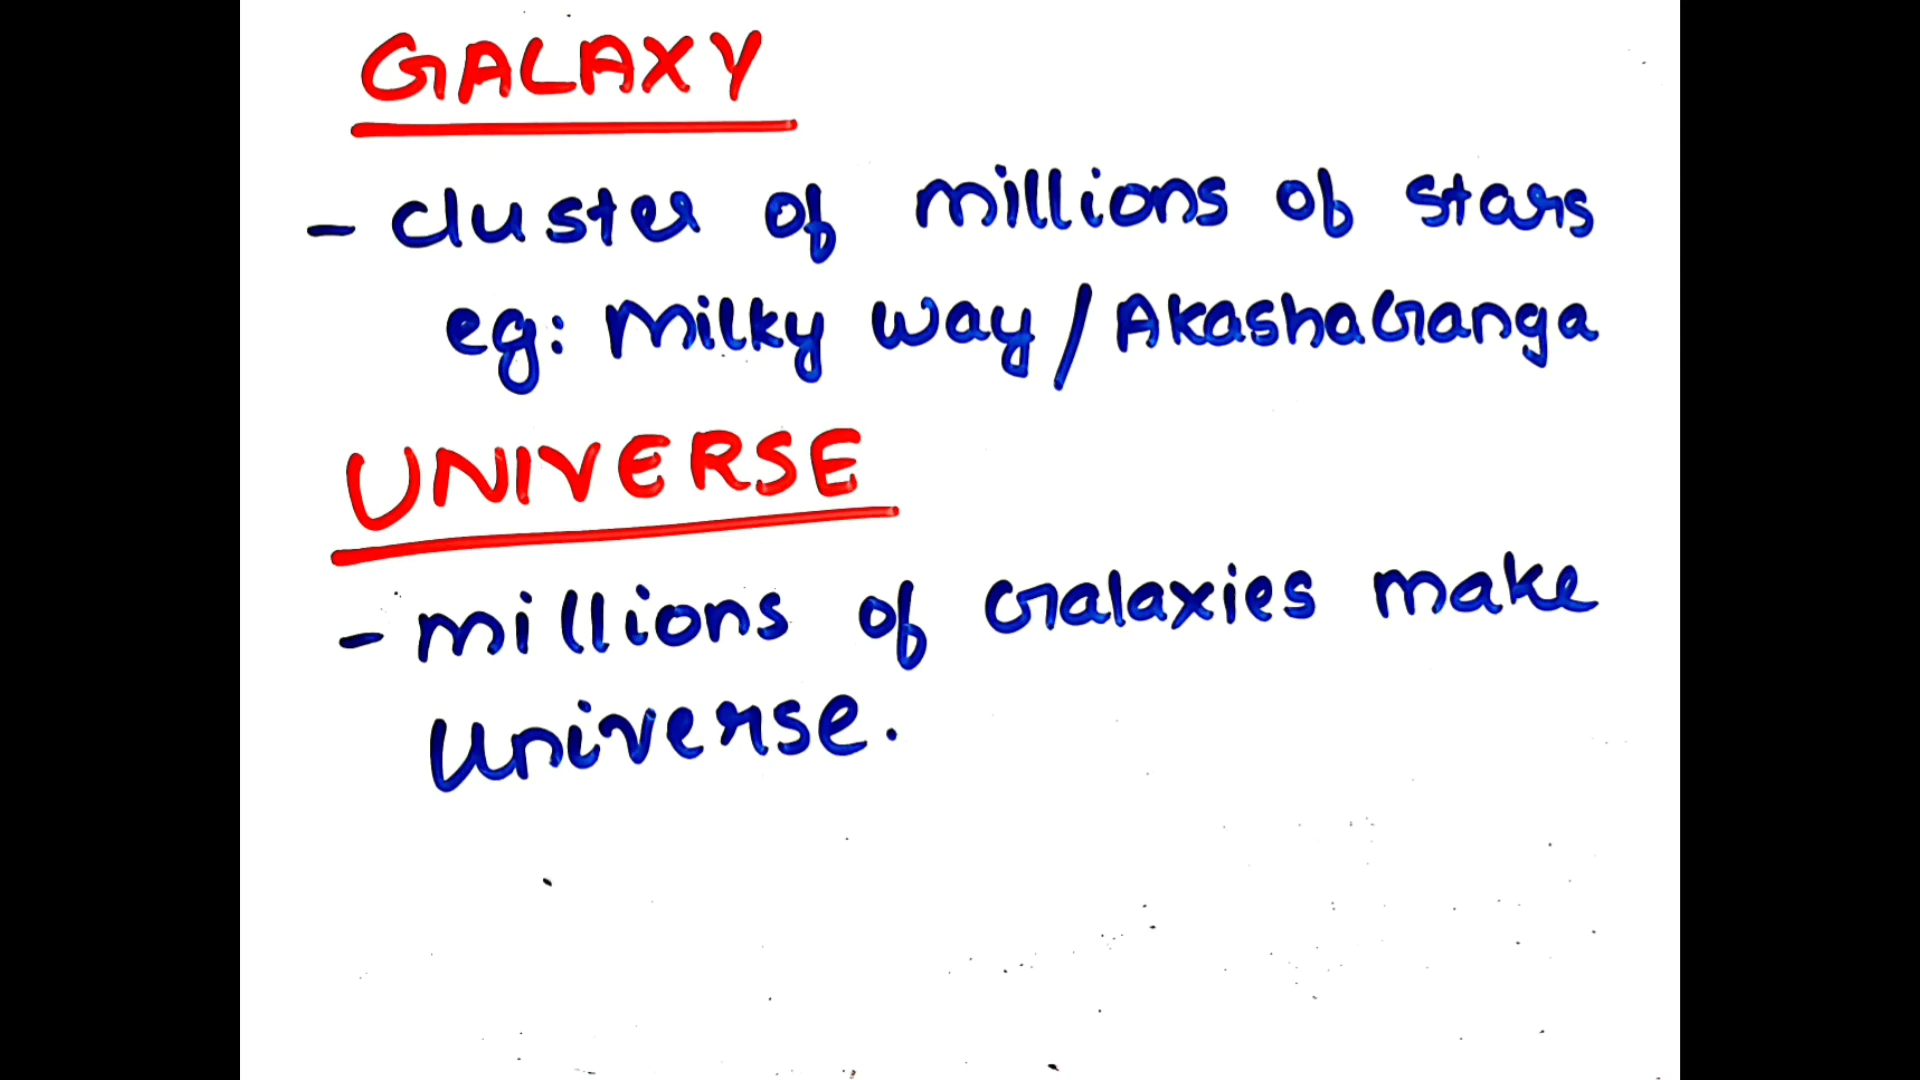 GALAXY
- cluster of millions of stars
eg: Milky way / AkashaGanga
UNIVERSE
- millions of Galaxies make
Universe.